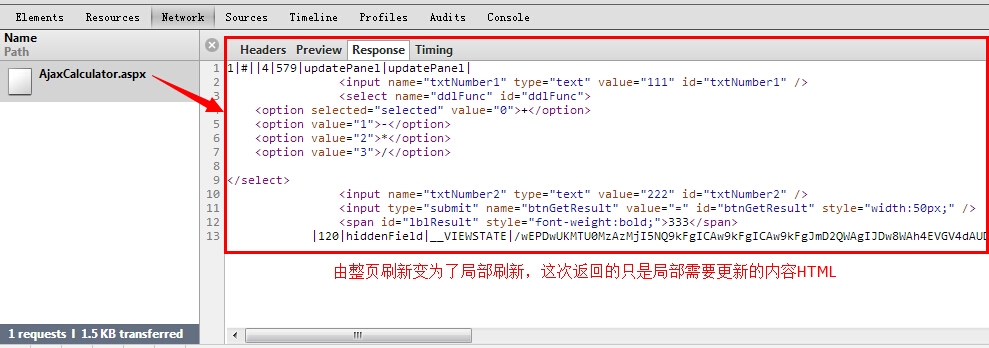 Elements Resources Network Sources Timeline Profiles Audits Console
Name
Path
Headers Preview Response Timing
AjaxCalculator.aspx
1 1|#||4|579|updatePanel|updatePanel|
2 <input name="txtNumber1" type="text" value="111" id="txtNumber1" />
3 <select name="ddlFunc" id="ddlFunc">
<option selected="selected" value="0">+</option>
5 <option value="1">-</option>
6 <option value="2">*</option>
7 <option value="3">/</option>
8
9 </select>
10 <input name="txtNumber2" type="text" value="222" id="txtNumber2" />
11 <input type="submit" name="btnGetResult" value="=" id="btnGetResult" style="width:50px;" />
12 <span id="lblResult" style="font-weight:bold;">333</span>
13 |120|hiddenField|__VIEWSTATE|
由整页刷新变为了局部刷新，这次返回的只是局部需要更新的内容HTML
1 requests | 1.5 KB transferred